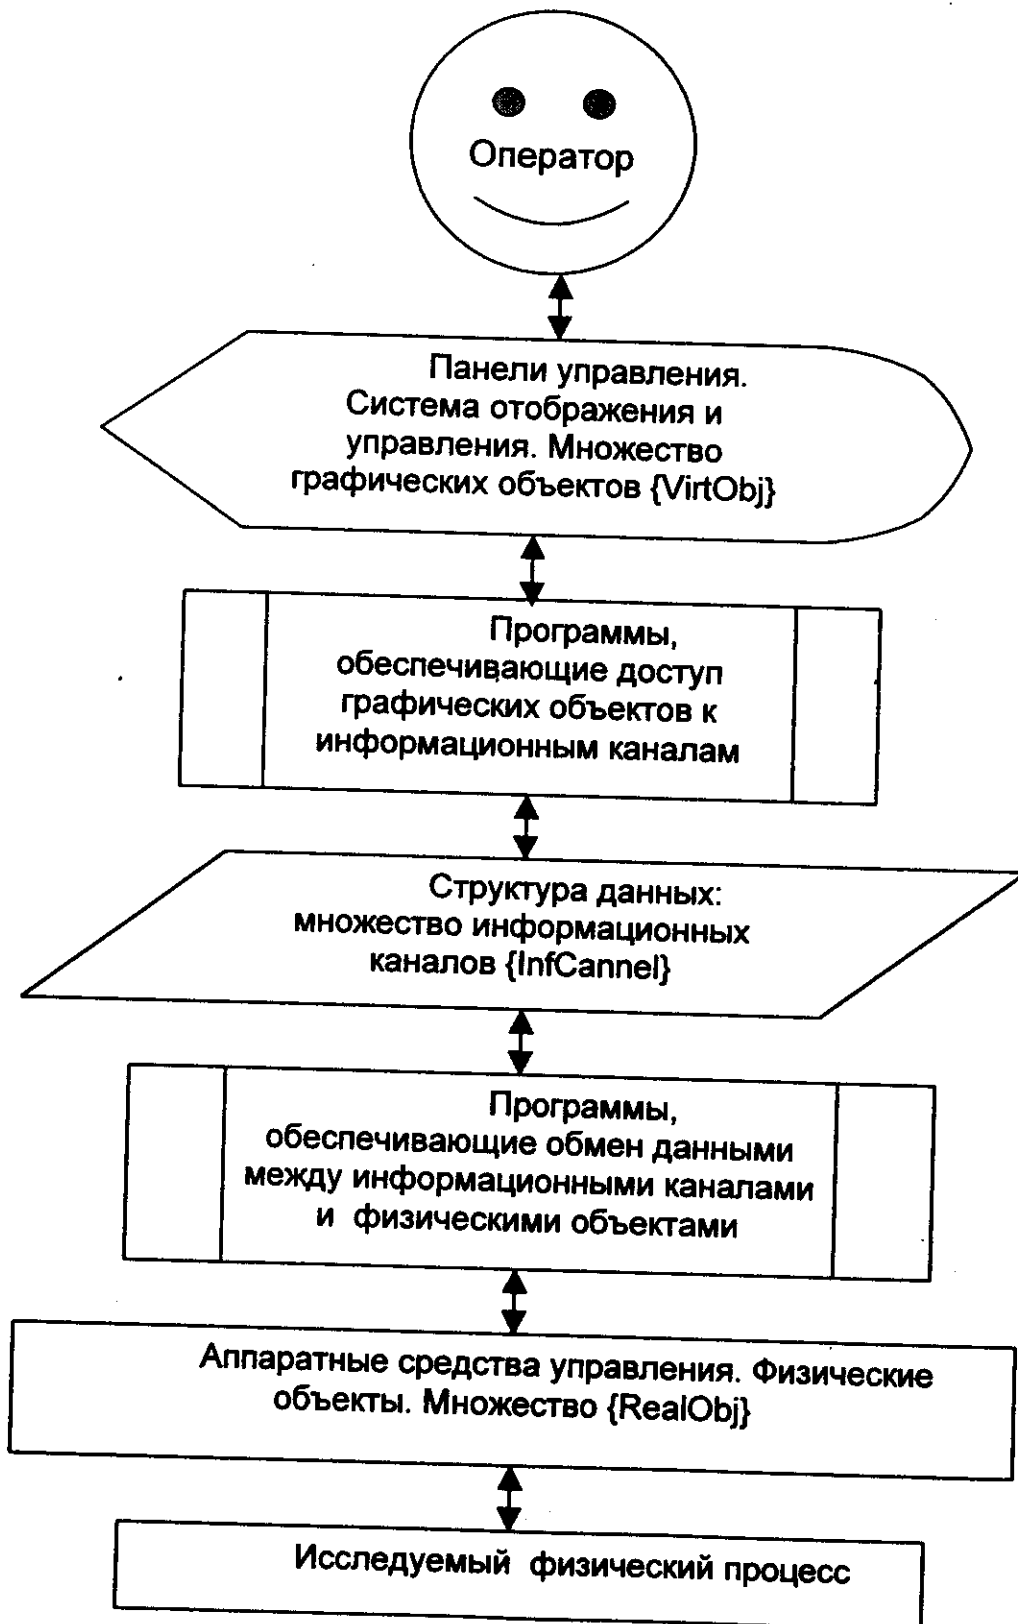 Оператор
Панели управления.
Система отображения и
управления. Множество
графических объектов {VirtObj}
Программы,
обеспечивающие доступ
графических объектов к
информационным каналам
Структура данных:
множество информационных
каналов {InfCannel}
Программы,
обеспечивающие обмен данными
между информационными каналами
и физическими объектами
Аппаратные средства управления. Физические
объекты. Множество {RealObj}
Исследуемый физический процесс